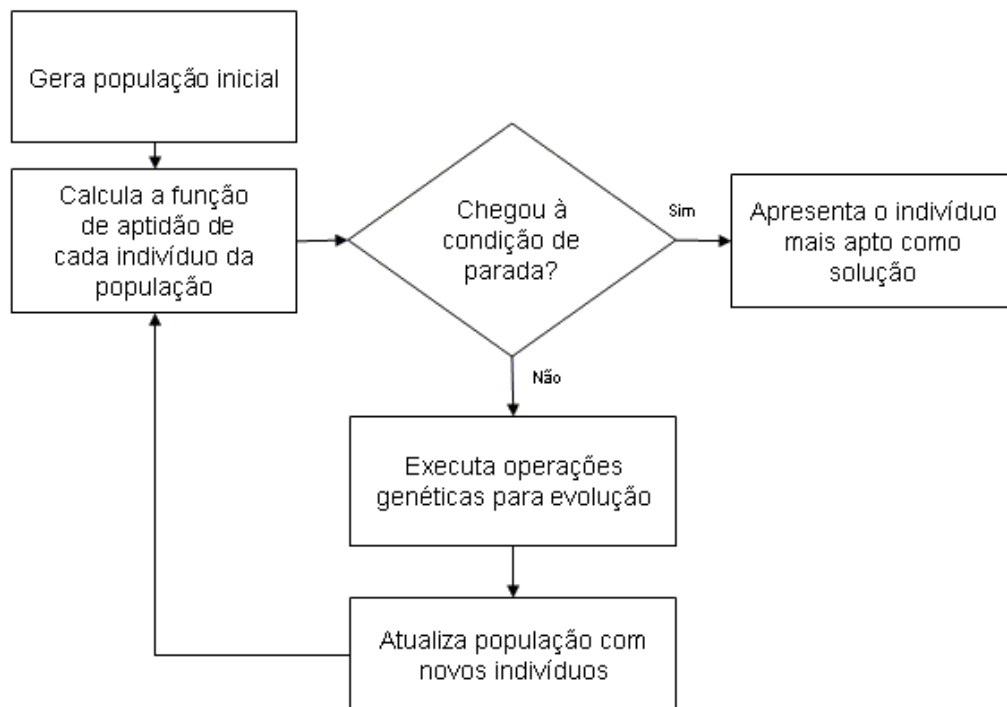 Gera população inicial
Calcula a função
de aptidão de
cada indivíduo da
população
Chegou à
condição de
parada?
Sim
Apresenta o indivíduo
mais apto como
solução
Não
Executa operações
genéticas para evolução
Atualiza população com
novos indivíduos